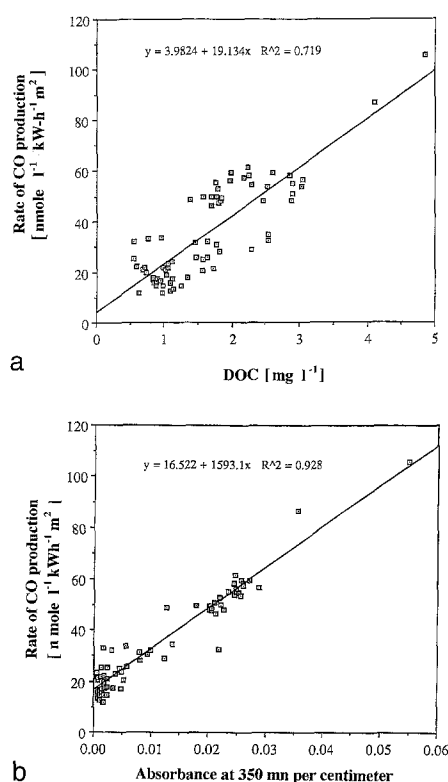 120
100
80
60
40
20
0
Rate of CO production
[ nmole l⁻¹ kW-h⁻¹ m²]
y = 3.9824 + 19.134x R^2 = 0.719
0 1 2 3 4 5
DOC [ mg l⁻¹]
a
120
100
80
60
40
20
0
Rate of CO production
[ n mole l⁻¹ kWh⁻¹ m² ]
y = 16.522 + 1593.1x R^2 = 0.928
0.00 0.01 0.02 0.03 0.04 0.05 0.06
Absorbance at 350 mn per centimeter
b